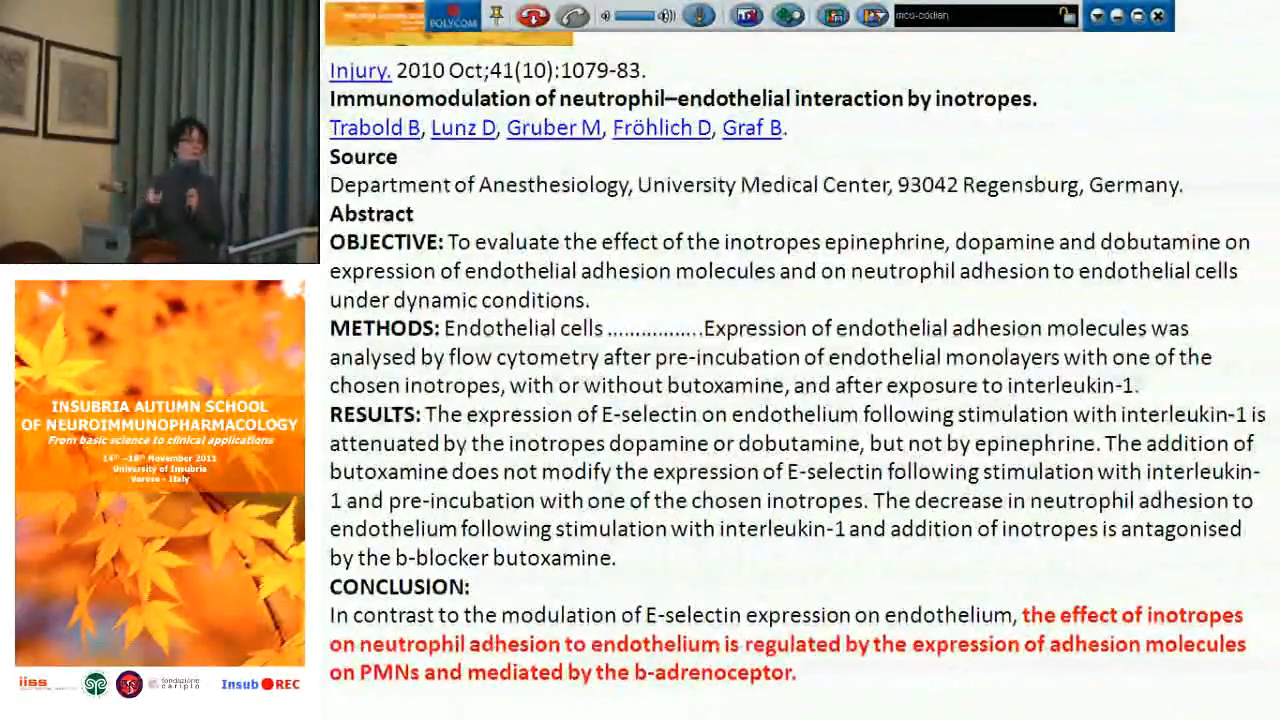 POLYCOM
mcu-codian
Injury. 2010 Oct;41(10):1079-83.
Immunomodulation of neutrophil–endothelial interaction by inotropes.
Trabold B, Lunz D, Gruber M, Fröhlich D, Graf B.
Source
Department of Anesthesiology, University Medical Center, 93042 Regensburg, Germany.
Abstract
OBJECTIVE: To evaluate the effect of the inotropes epinephrine, dopamine and dobutamine on
expression of endothelial adhesion molecules and on neutrophil adhesion to endothelial cells
under dynamic conditions.
METHODS: Endothelial cells ................Expression of endothelial adhesion molecules was
analysed by flow cytometry after pre-incubation of endothelial monolayers with one of the
chosen inotropes, with or without butoxamine, and after exposure to interleukin-1.
RESULTS: The expression of E-selectin on endothelium following stimulation with interleukin-1 is
attenuated by the inotropes dopamine or dobutamine, but not by epinephrine. The addition of
butoxamine does not modify the expression of E-selectin following stimulation with interleukin-
1 and pre-incubation with one of the chosen inotropes. The decrease in neutrophil adhesion to
endothelium following stimulation with interleukin-1 and addition of inotropes is antagonised
by the b-blocker butoxamine.
CONCLUSION:
In contrast to the modulation of E-selectin expression on endothelium, the effect of inotropes
on neutrophil adhesion to endothelium is regulated by the expression of adhesion molecules
on PMNs and mediated by the b-adrenoceptor.
INSUBRIA AUTUMN SCHOOL
OF NEUROIMMUNOPHARMACOLOGY
From basic science to clinical applications
14th -18th November 2011
University of Insubria
Varese - Italy
iiss
fondazione
cariplo
Insub REC